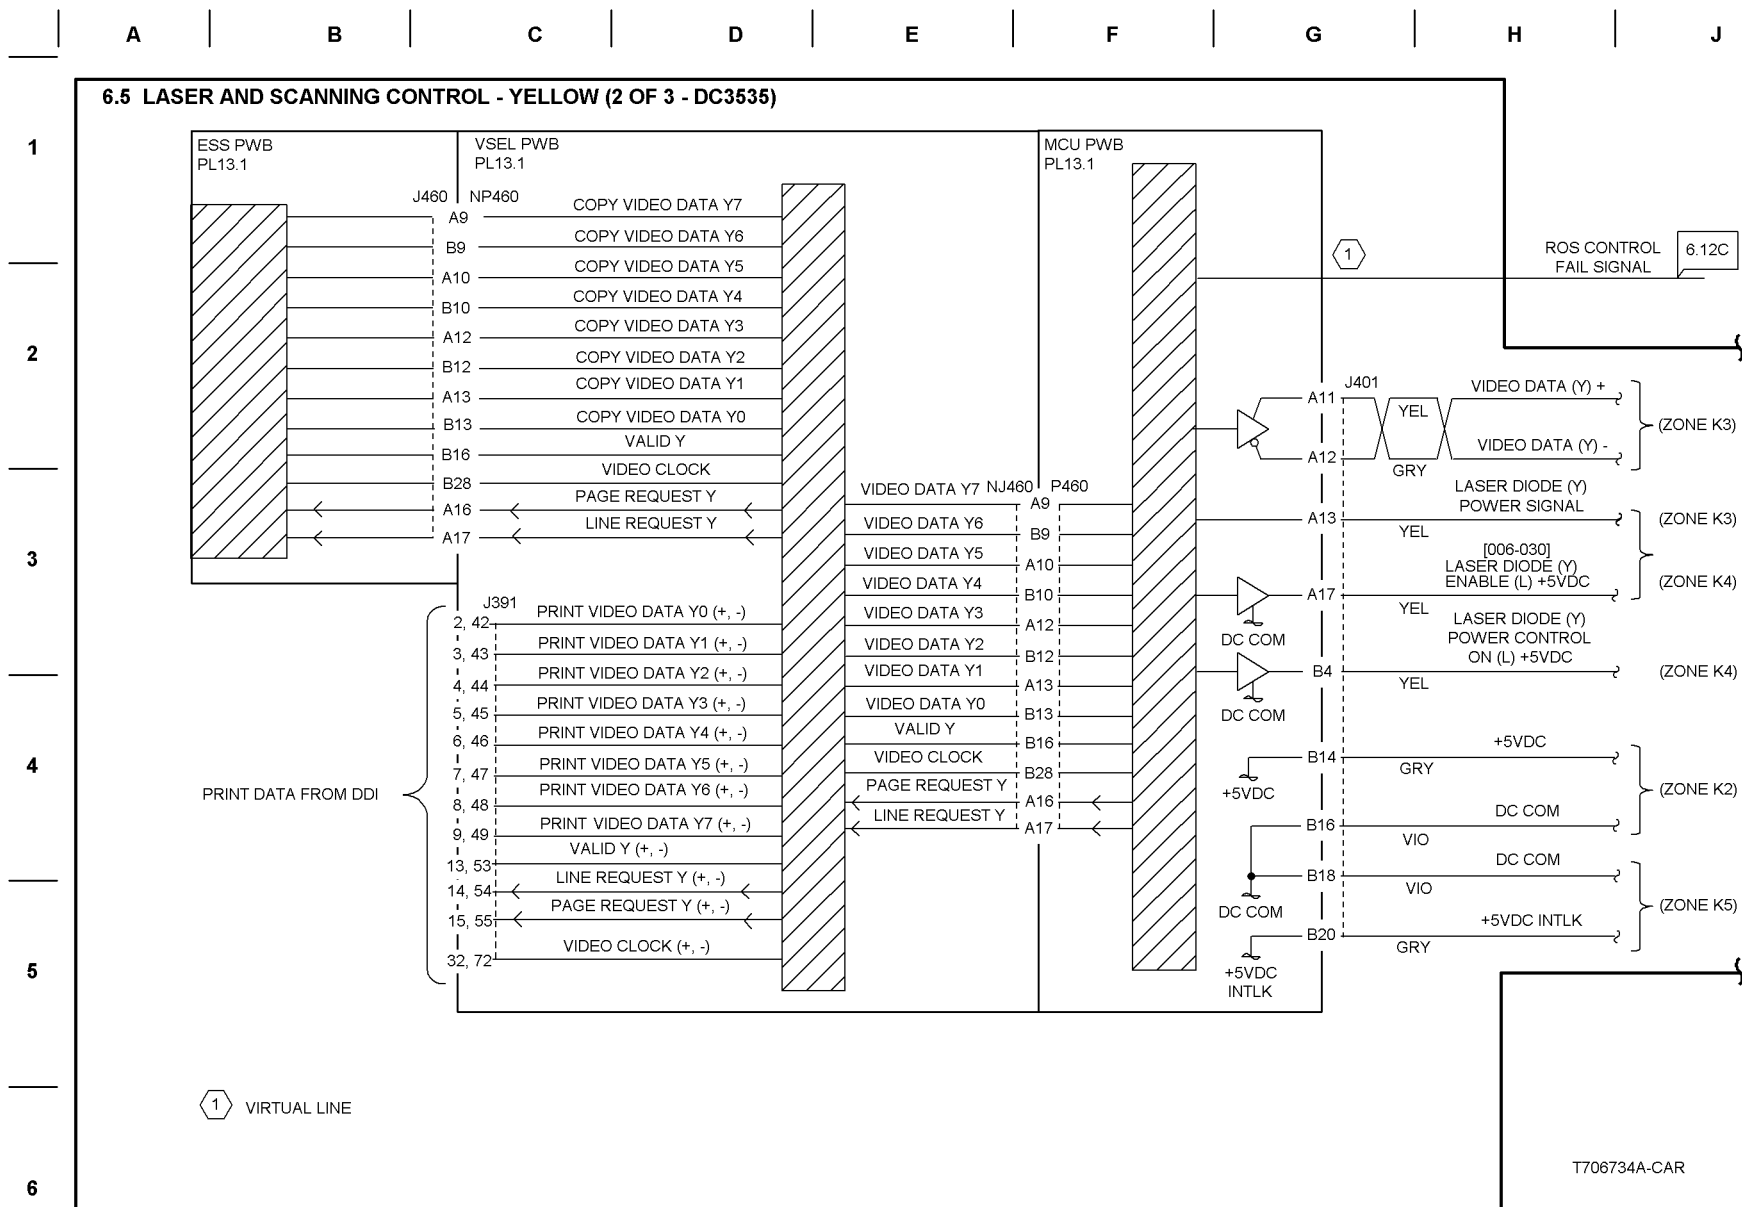 A B C D E F G H J
6.5 LASER AND SCANNING CONTROL - YELLOW (2 OF 3 - DC3535)
1
2
3
4
5
6
ESS PWB
PL13.1
VSEL PWB
PL13.1
MCU PWB
PL13.1
J460 NP460
A9 COPY VIDEO DATA Y7
B9 COPY VIDEO DATA Y6
A10 COPY VIDEO DATA Y5
B10 COPY VIDEO DATA Y4
A12 COPY VIDEO DATA Y3
B12 COPY VIDEO DATA Y2
A13 COPY VIDEO DATA Y1
B13 COPY VIDEO DATA Y0
B16 VALID Y
B28 VIDEO CLOCK
A16 PAGE REQUEST Y
A17 LINE REQUEST Y
PRINT DATA FROM DDI
J391
2, 42 PRINT VIDEO DATA Y0 (+, -)
3, 43 PRINT VIDEO DATA Y1 (+, -)
4, 44 PRINT VIDEO DATA Y2 (+, -)
5, 45 PRINT VIDEO DATA Y3 (+, -)
6, 46 PRINT VIDEO DATA Y4 (+, -)
7, 47 PRINT VIDEO DATA Y5 (+, -)
8, 48 PRINT VIDEO DATA Y6 (+, -)
9, 49 PRINT VIDEO DATA Y7 (+, -)
13, 53 VALID Y (+, -)
14, 54 LINE REQUEST Y (+, -)
15, 55 PAGE REQUEST Y (+, -)
32, 72 VIDEO CLOCK (+, -)
NJ460 P460
VIDEO DATA Y7 A9
VIDEO DATA Y6 B9
VIDEO DATA Y5 A10
VIDEO DATA Y4 B10
VIDEO DATA Y3 A12
VIDEO DATA Y2 B12
VIDEO DATA Y1 A13
VIDEO DATA Y0 B13
VALID Y B16
VIDEO CLOCK B28
PAGE REQUEST Y A16
LINE REQUEST Y A17
1
ROS CONTROL
FAIL SIGNAL
6.12C
J401
A11 YEL VIDEO DATA (Y) +
A12 GRY VIDEO DATA (Y) -
(ZONE K3)
LASER DIODE (Y)
POWER SIGNAL
A13 YEL (ZONE K3)
[006-030]
LASER DIODE (Y)
ENABLE (L) +5VDC
A17 YEL (ZONE K4)
DC COM
LASER DIODE (Y)
POWER CONTROL
ON (L) +5VDC
B4 YEL (ZONE K4)
DC COM
B14 GRY +5VDC
+5VDC
(ZONE K2)
B16 VIO DC COM
B18 VIO DC COM
DC COM
(ZONE K5)
B20 GRY +5VDC INTLK
+5VDC
INTLK
1 VIRTUAL LINE
T706734A-CAR